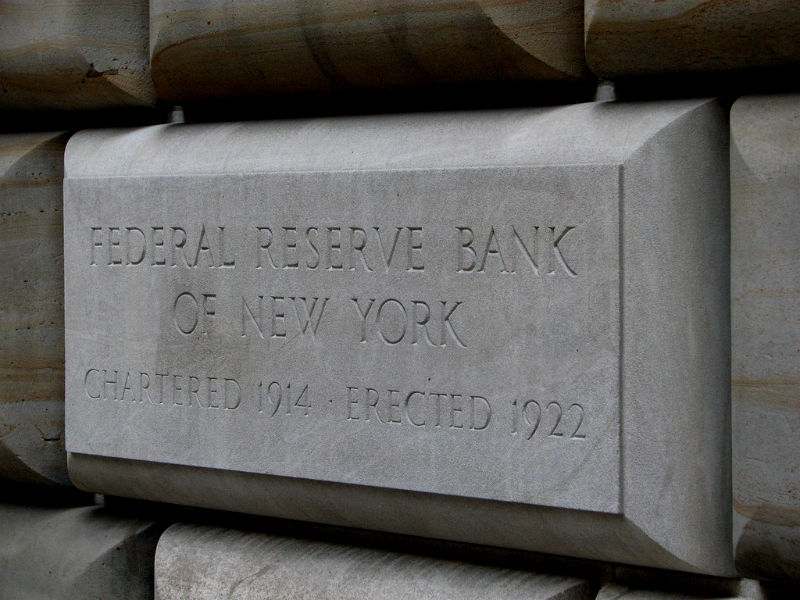 FEDERAL RESERVE BANK
OF NEW YORK
CHARTERED 1914 · ERECTED 1922